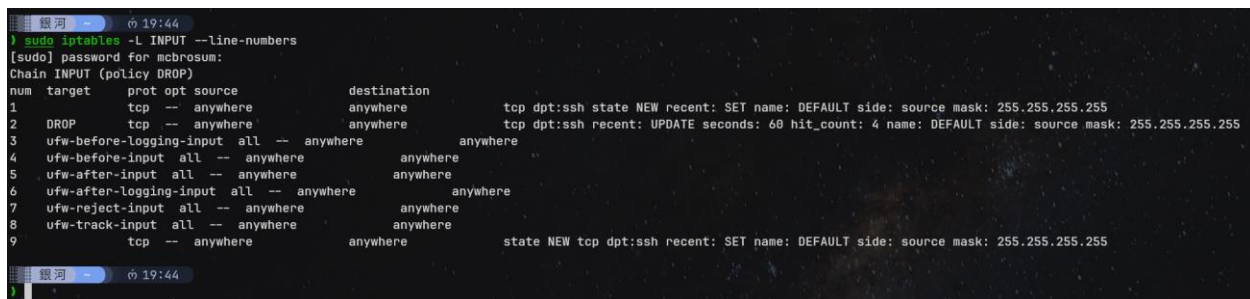 銀河 ~ 19:44
❯ sudo iptables -L INPUT --line-numbers
[sudo] password for mcbrosum:
Chain INPUT (policy DROP)
num  target     prot opt source               destination
1               tcp  --  anywhere             anywhere             tcp dpt:ssh state NEW recent: SET name: DEFAULT side: source mask: 255.255.255.255
2    DROP       tcp  --  anywhere             anywhere             tcp dpt:ssh recent: UPDATE seconds: 60 hit_count: 4 name: DEFAULT side: source mask: 255.255.255.255
3    ufw-before-logging-input  all  --  anywhere             anywhere
4    ufw-before-input  all  --  anywhere             anywhere
5    ufw-after-input  all  --  anywhere             anywhere
6    ufw-after-logging-input  all  --  anywhere             anywhere
7    ufw-reject-input  all  --  anywhere             anywhere
8    ufw-track-input  all  --  anywhere             anywhere
9               tcp  --  anywhere             anywhere             state NEW tcp dpt:ssh recent: SET name: DEFAULT side: source mask: 255.255.255.255
銀河 ~ 19:44
❯